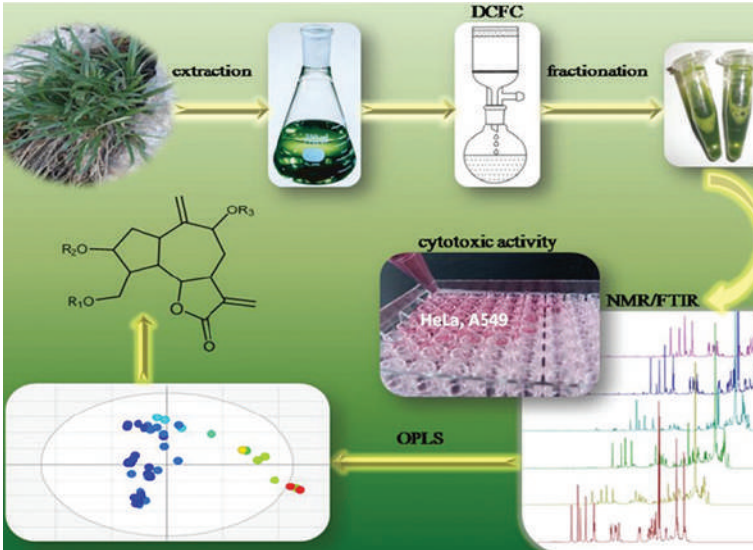 DCFC
extraction
fractionation
OR₃
R₂O
R₁O
O
O
cytotoxic activity
HeLa, A549
NMR/FTIR
OPLS